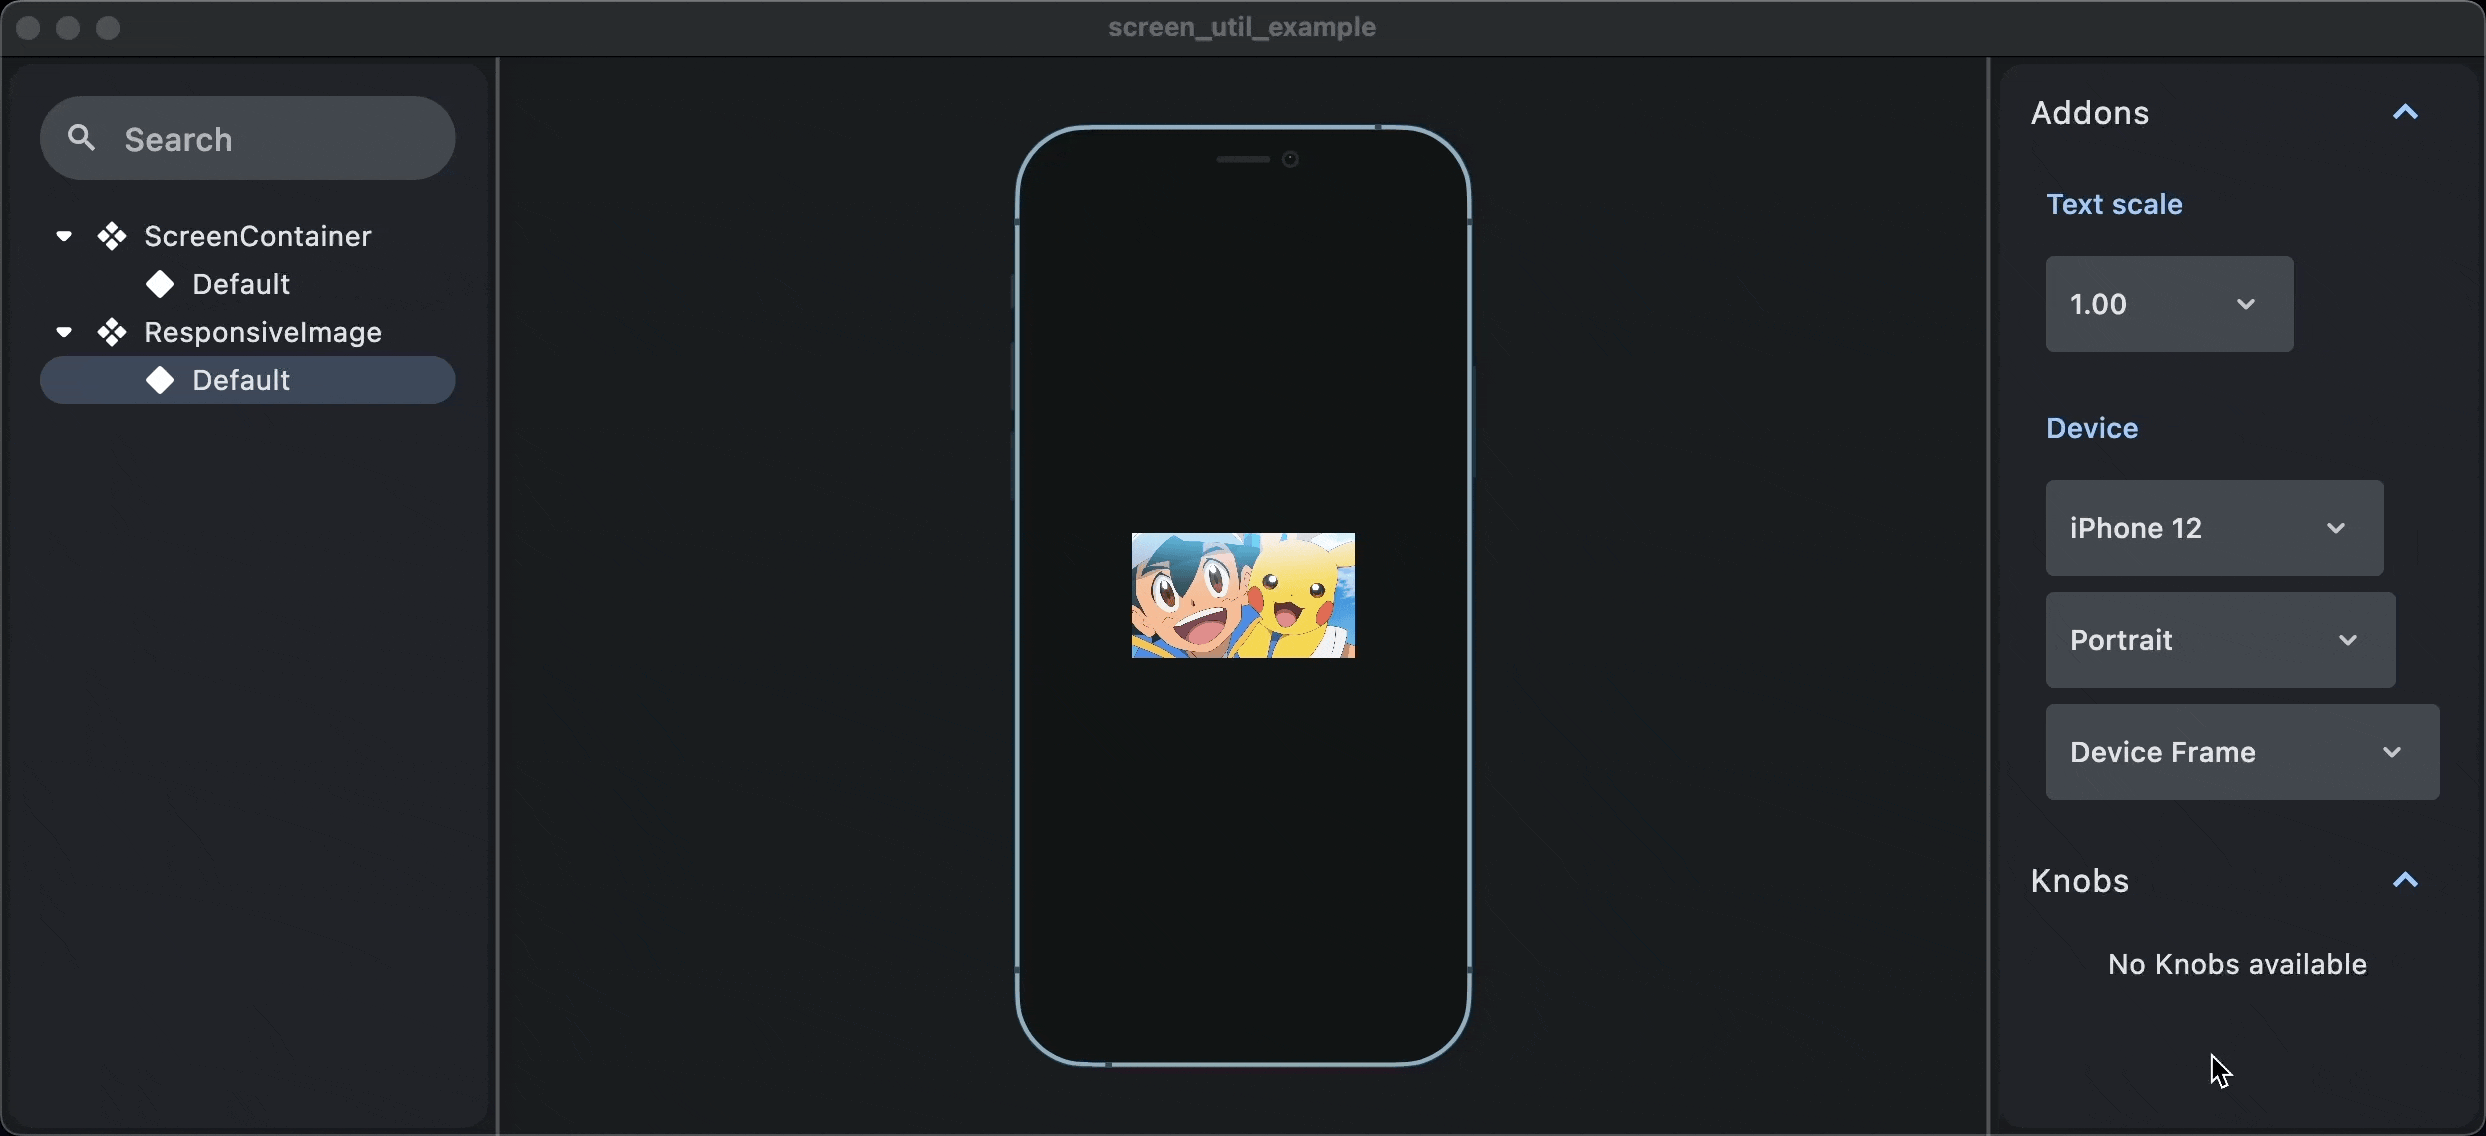 screen_util_example
Search
ScreenContainer
Default
ResponsiveImage
Default
Addons
Text scale
1.00
Device
iPhone 12
Portrait
Device Frame
Knobs
No Knobs available